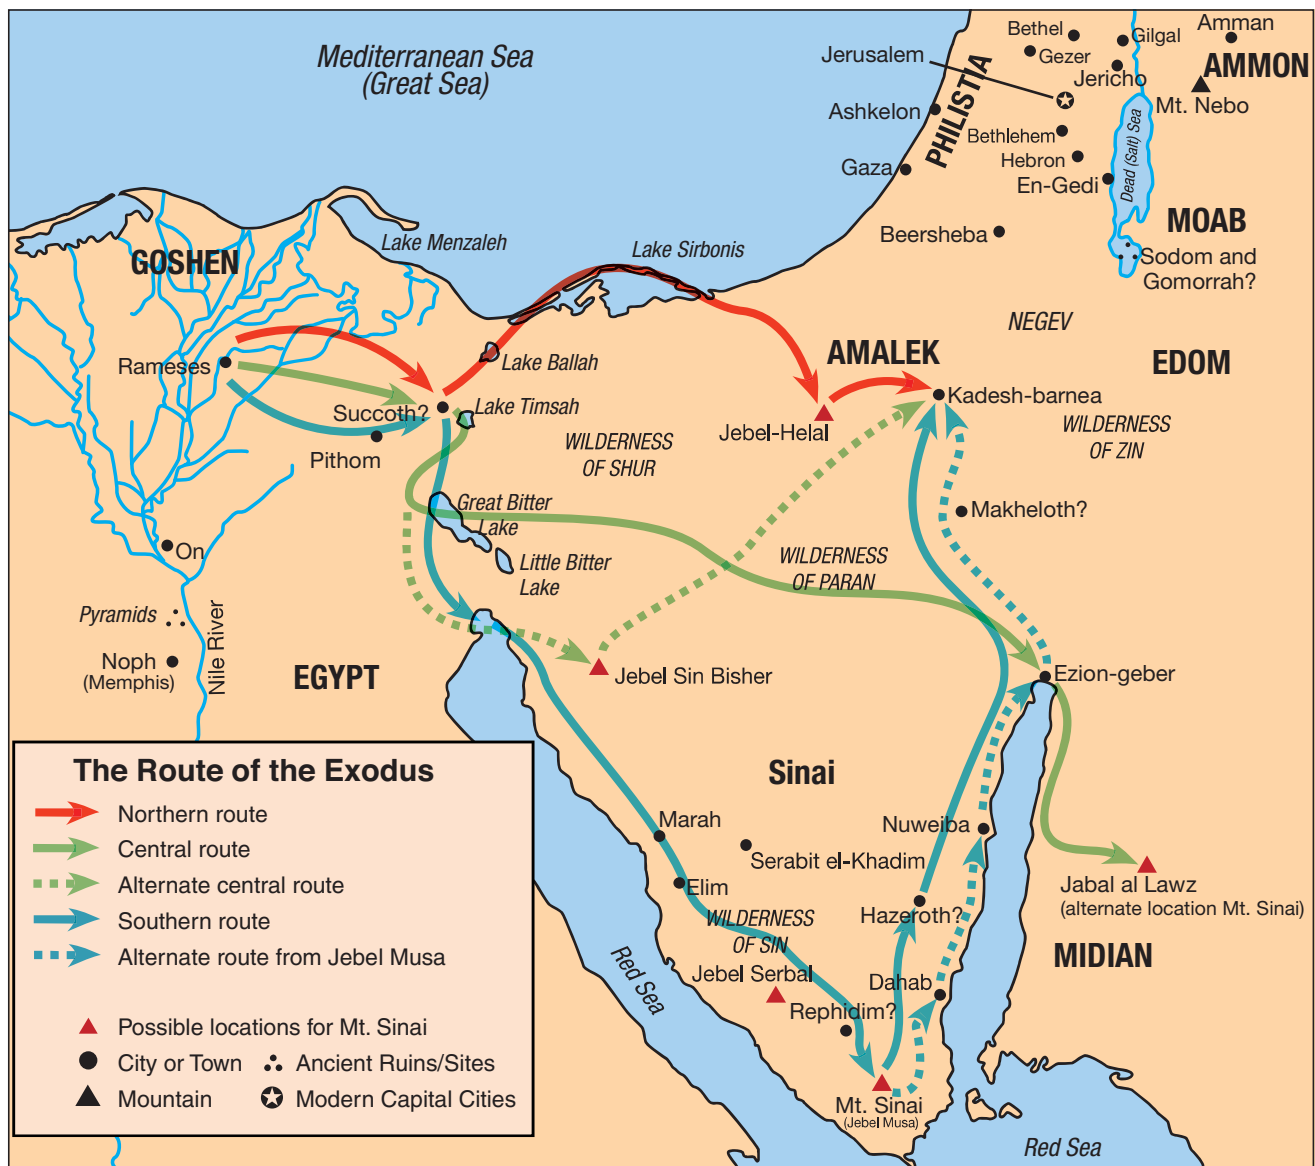 Mediterranean Sea
(Great Sea)
Bethel
Gilgal
Amman
Gezer
Jerusalem
Jericho
AMMON
PHILISTIA
Mt. Nebo
Ashkelon
Bethlehem
Dead (Salt) Sea
Hebron
Gaza
En-Gedi
Lake Menzaleh
Lake Sirbonis
Beersheba
MOAB
GOSHEN
Sodom and
Gomorrah?
NEGEV
Rameses
Lake Ballah
AMALEK
EDOM
Succoth?
Lake Timsah
Kadesh-barnea
Pithom
WILDERNESS
OF SHUR
Jebel-Helal
WILDERNESS
OF ZIN
Great Bitter
Lake
Makheloth?
On
Little Bitter
Lake
WILDERNESS
OF PARAN
Pyramids
Nile River
Noph
(Memphis)
EGYPT
Jebel Sin Bisher
Ezion-geber
Sinai
Marah
Nuweiba
Serabit el-Khadim
Elim
Jabal al Lawz
(alternate location Mt. Sinai)
WILDERNESS
OF SIN
Hazeroth?
MIDIAN
Red Sea
Jebel Serbal
Dahab
Rephidim?
Mt. Sinai
(Jebel Musa)
Red Sea
The Route of the Exodus
Northern route
Central route
Alternate central route
Southern route
Alternate route from Jebel Musa
Possible locations for Mt. Sinai
City or Town
Ancient Ruins/Sites
Mountain
Modern Capital Cities